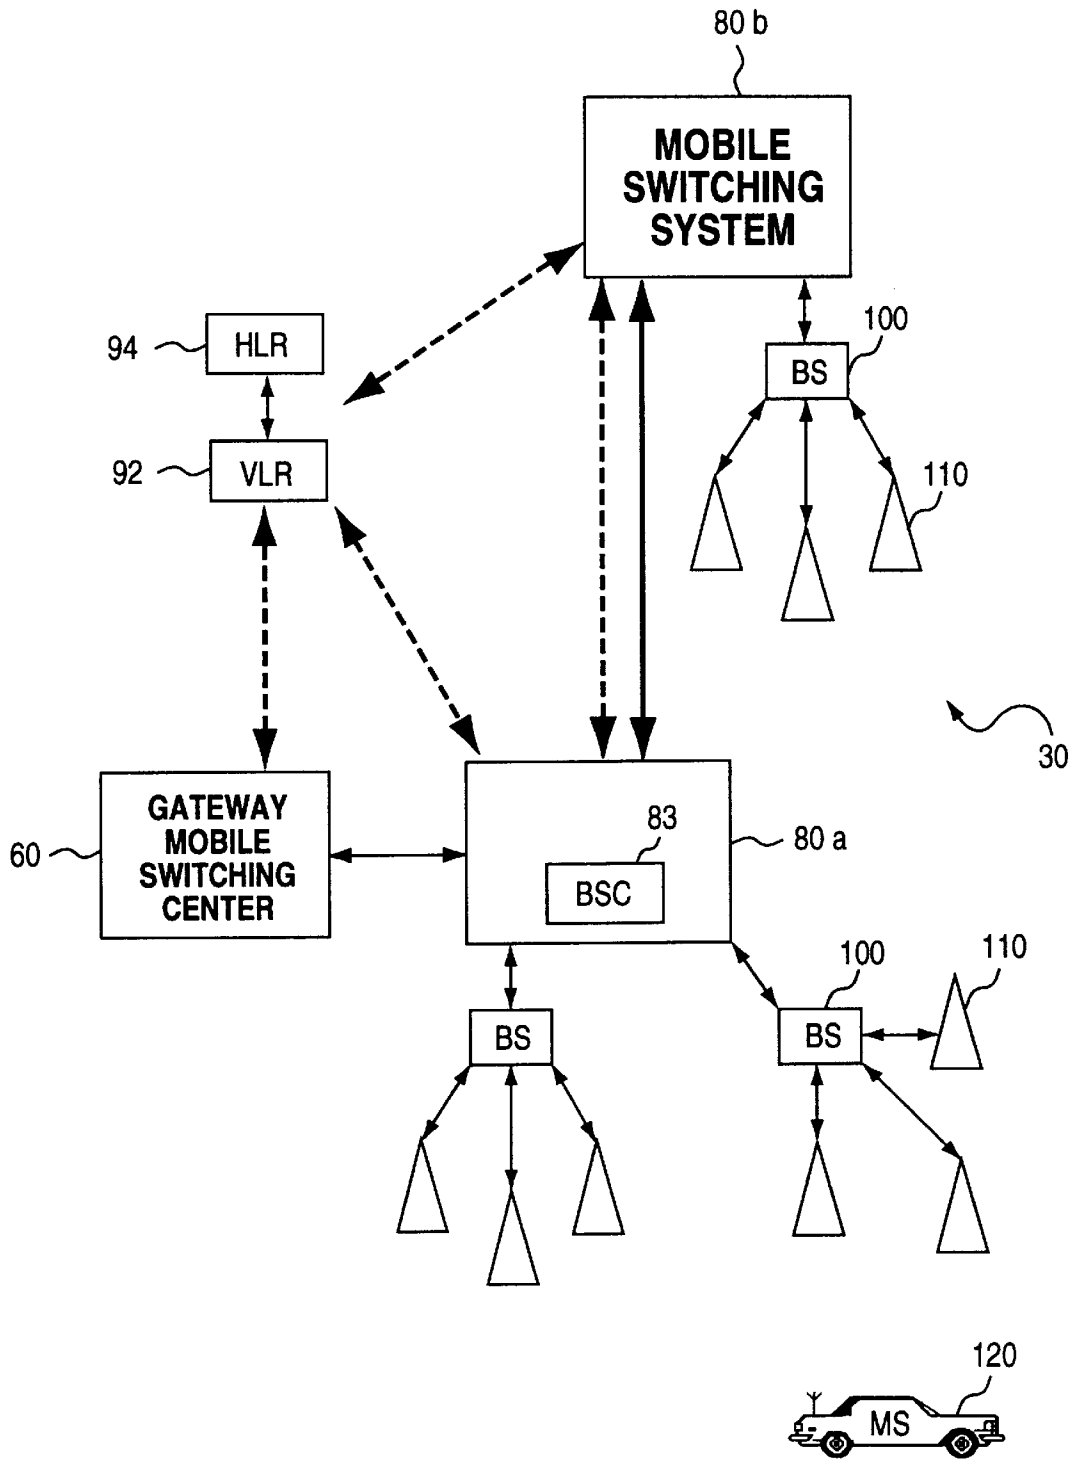 80 b
MOBILE
SWITCHING
SYSTEM
100
94
HLR
BS
92
VLR
110
30
GATEWAY
MOBILE
SWITCHING
CENTER
60
83
80 a
BSC
100
110
BS
BS
120
MS